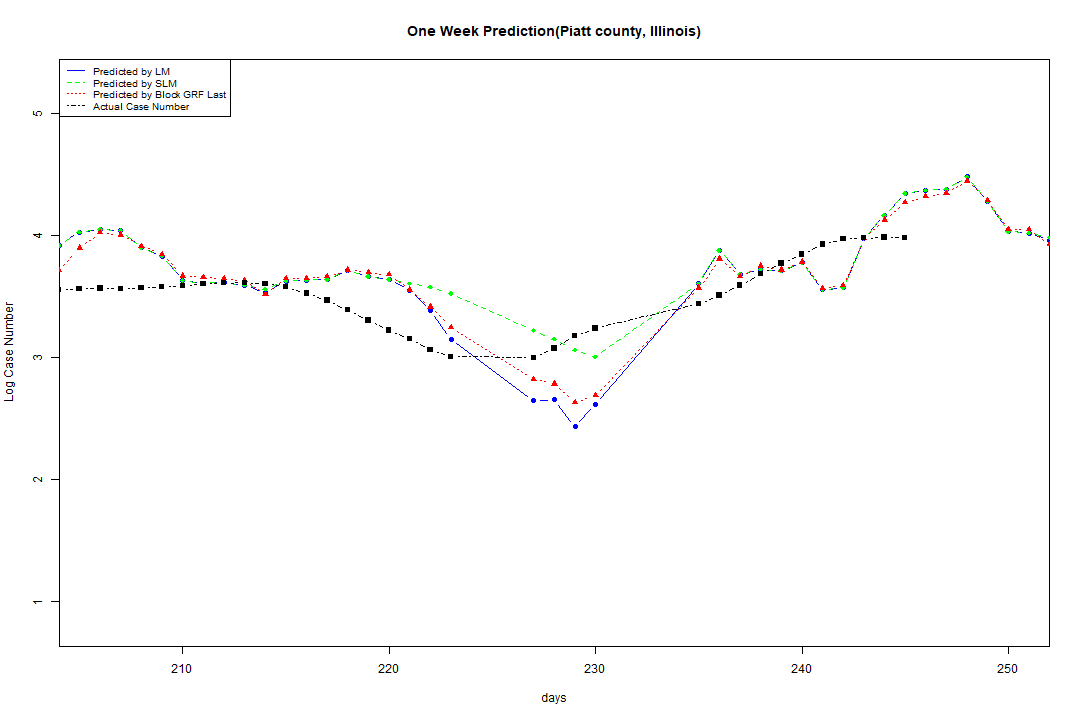 One Week Prediction(Piatt county, Illinois)
Predicted by LM
Predicted by SLM
Predicted by Block GRF Last
Actual Case Number
5
4
3
2
1
Log Case Number
210 220 230 240 250
days